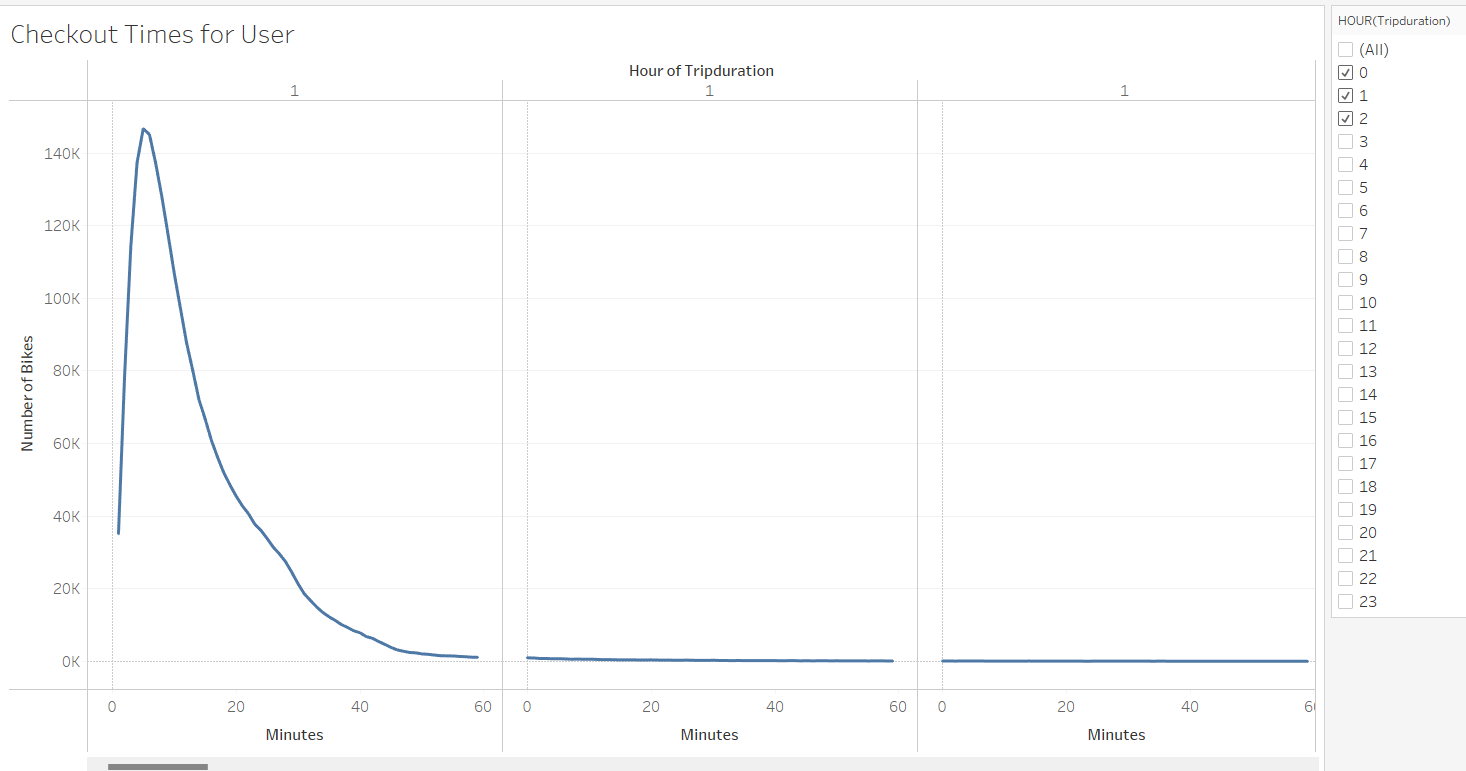 Checkout Times for User
Hour of Tripduration
1 1 1
140K
120K
100K
80K
60K
40K
20K
0K
Number of Bikes
0 20 40 60 0 20 40 60 0 20 40
Minutes Minutes Minutes
HOUR(Tripduration)
(All)
0
1
2
3
4
5
6
7
8
9
10
11
12
13
14
15
16
17
18
19
20
21
22
23